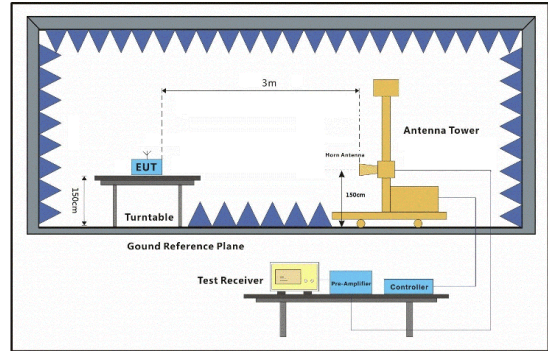 3m
Antenna Tower
Horn Antenna
EUT
150cm
150cm
Turntable
Gound Reference Plane
Test Receiver
Pre-Amplifier
Controller